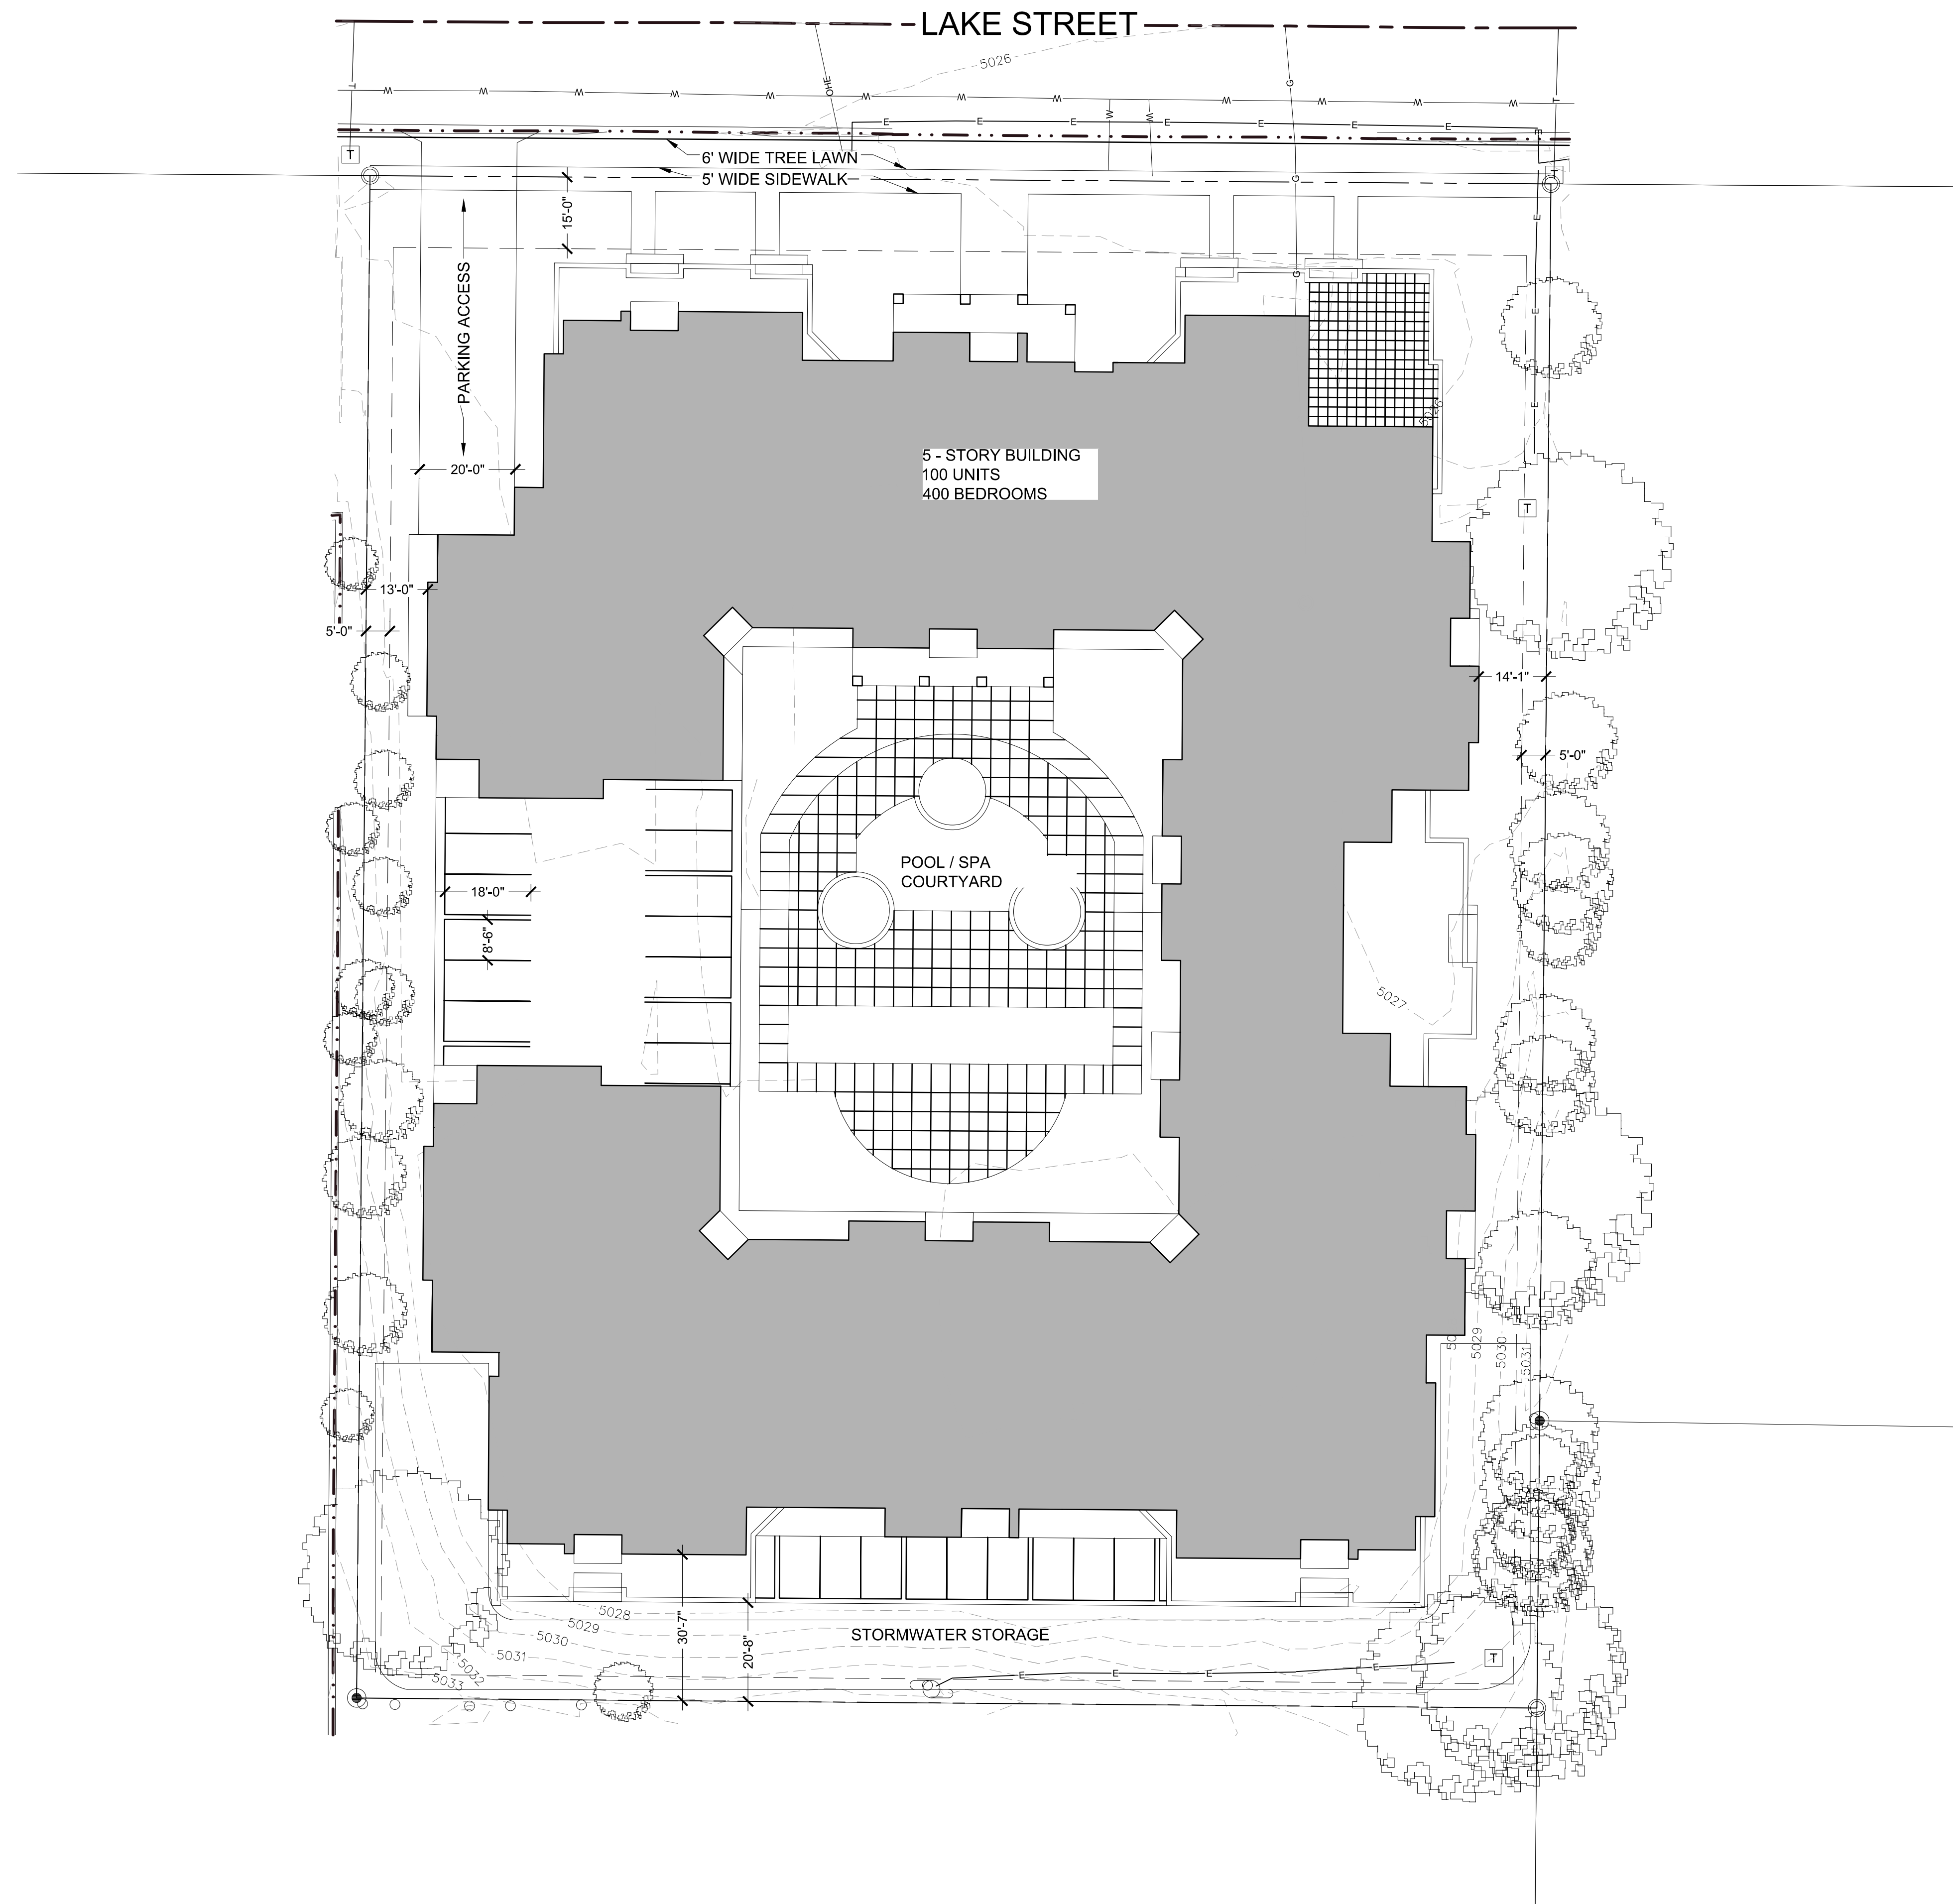 LAKE STREET
5026
T
OHE
G
T
W W W W W W W W W W W W
W
W
E E E E E E E
T
6' WIDE TREE LAWN
5' WIDE SIDEWALK
T
G
E
15'-0"
G
E
PARKING ACCESS
E
5026
20'-0"
5 - STORY BUILDING
100 UNITS
400 BEDROOMS
T
13'-0"
5'-0"
14'-1"
5'-0"
POOL / SPA
COURTYARD
18'-0"
8'-6"
5027
5029
5030
5031
5028
5029
5030
5031
5032
5033
30'-7"
20'-8"
STORMWATER STORAGE
T
E E E E